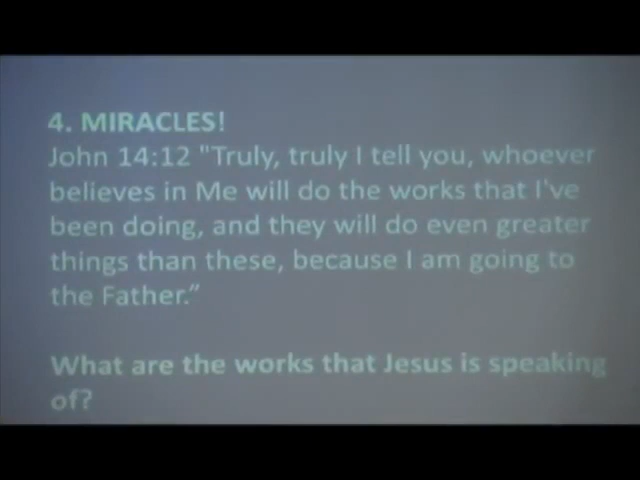 4. MIRACLES!
John 14:12 "Truly, truly I tell you, whoever
believes in Me will do the works that I've
been doing, and they will do even greater
things than these, because I am going to
the Father.”
What are the works that Jesus is speaking
of?